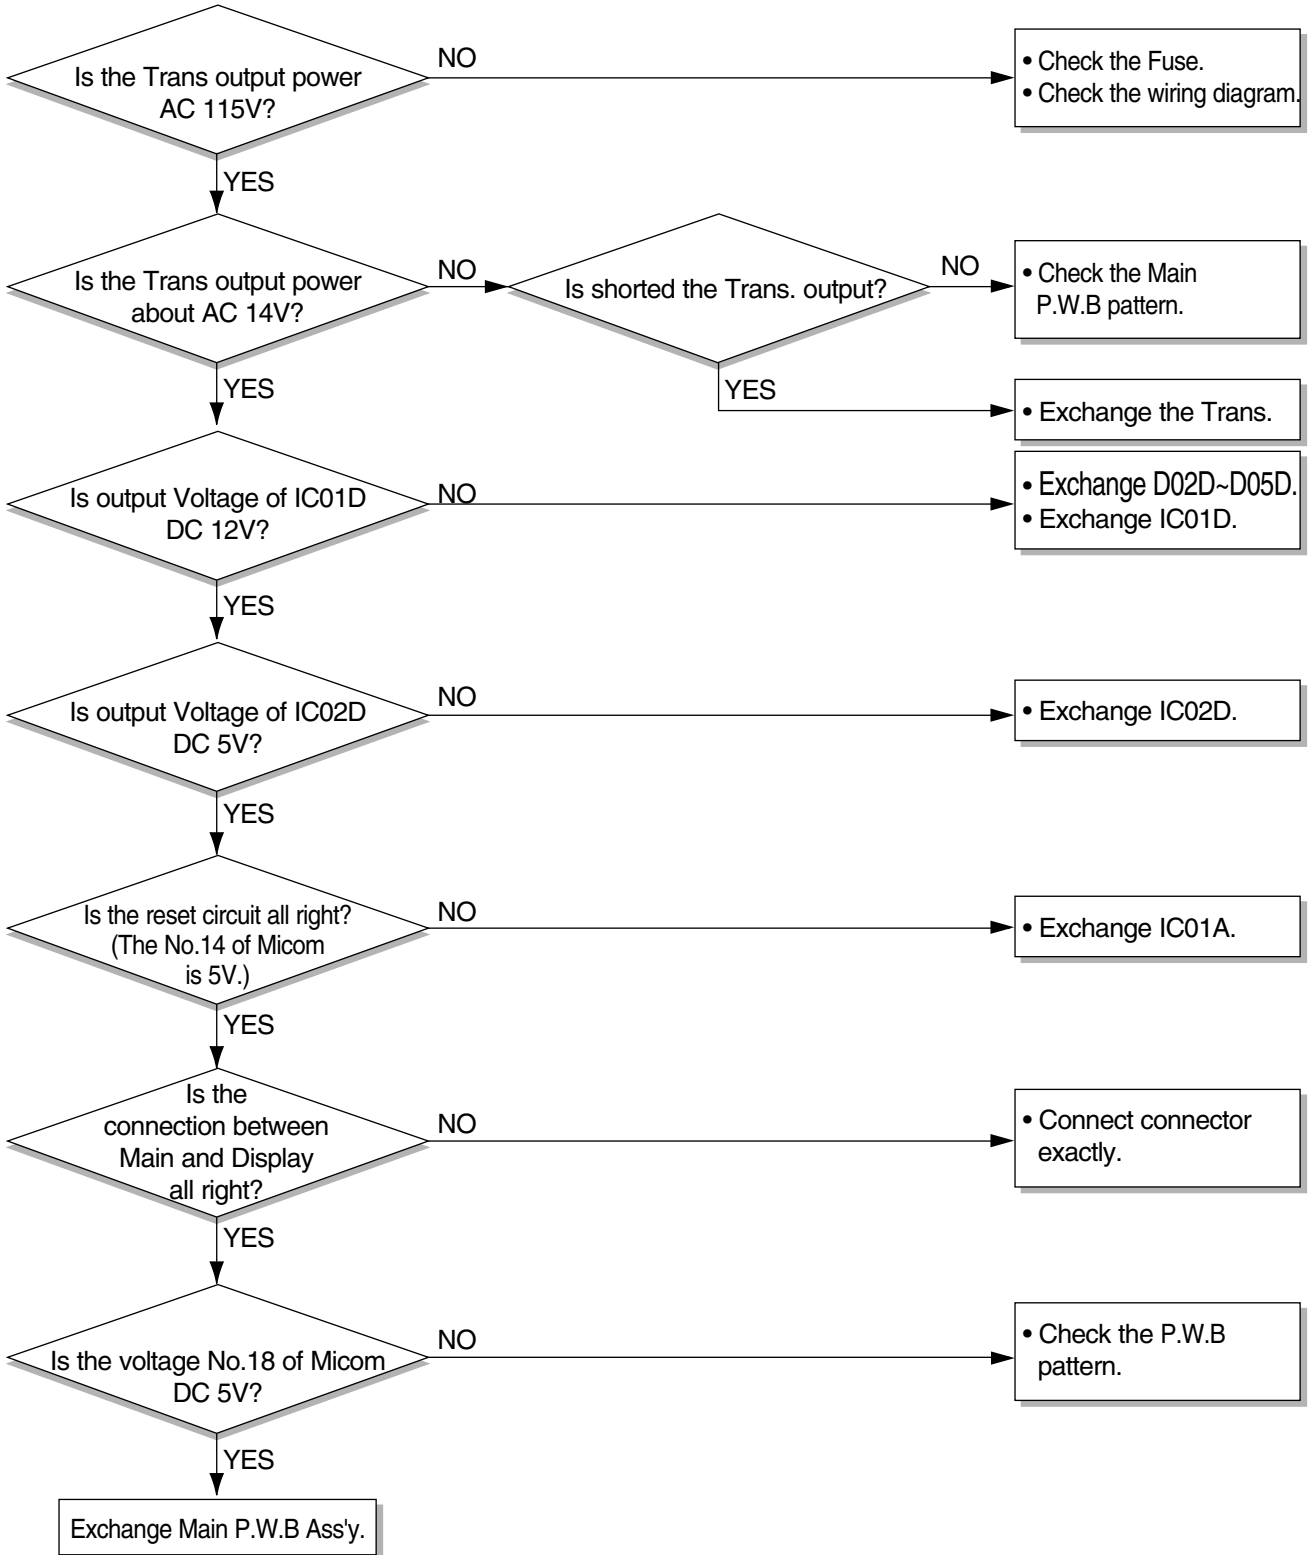 Is the Trans output power
AC 115V?
NO
• Check the Fuse.
• Check the wiring diagram.
YES
Is the Trans output power
about AC 14V?
NO
Is shorted the Trans. output?
NO
• Check the Main
P.W.B pattern.
YES
YES
• Exchange the Trans.
Is output Voltage of IC01D
DC 12V?
NO
• Exchange D02D~D05D.
• Exchange IC01D.
YES
Is output Voltage of IC02D
DC 5V?
NO
• Exchange IC02D.
YES
Is the reset circuit all right?
(The No.14 of Micom
is 5V.)
NO
• Exchange IC01A.
YES
Is the
connection between
Main and Display
all right?
NO
• Connect connector
exactly.
YES
Is the voltage No.18 of Micom
DC 5V?
NO
• Check the P.W.B
pattern.
YES
Exchange Main P.W.B Ass'y.